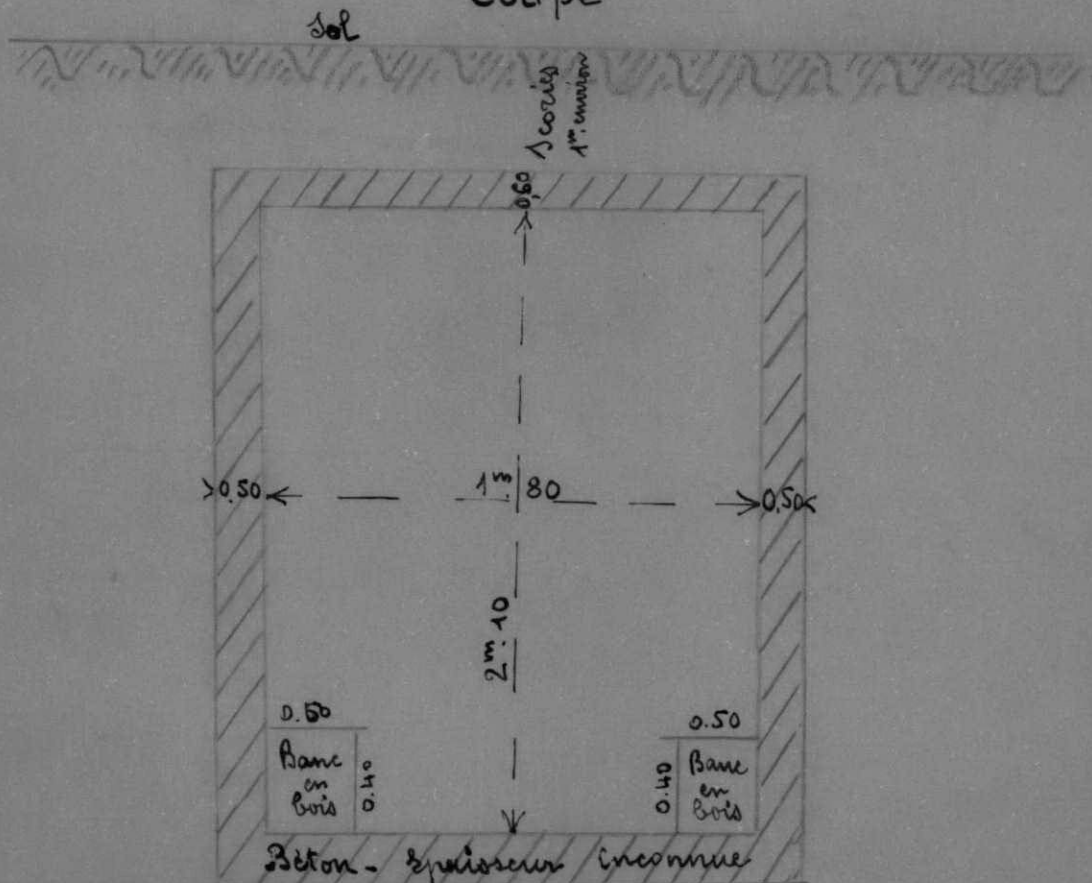 Coupe
Sol
Scories
1m. environ
0,60
0,50
1m. 80
0,50
2m. 10
0.50
Banc
en
bois
0.40
0.50
0.40
Banc
en
bois
Béton - Epaisseur inconnue